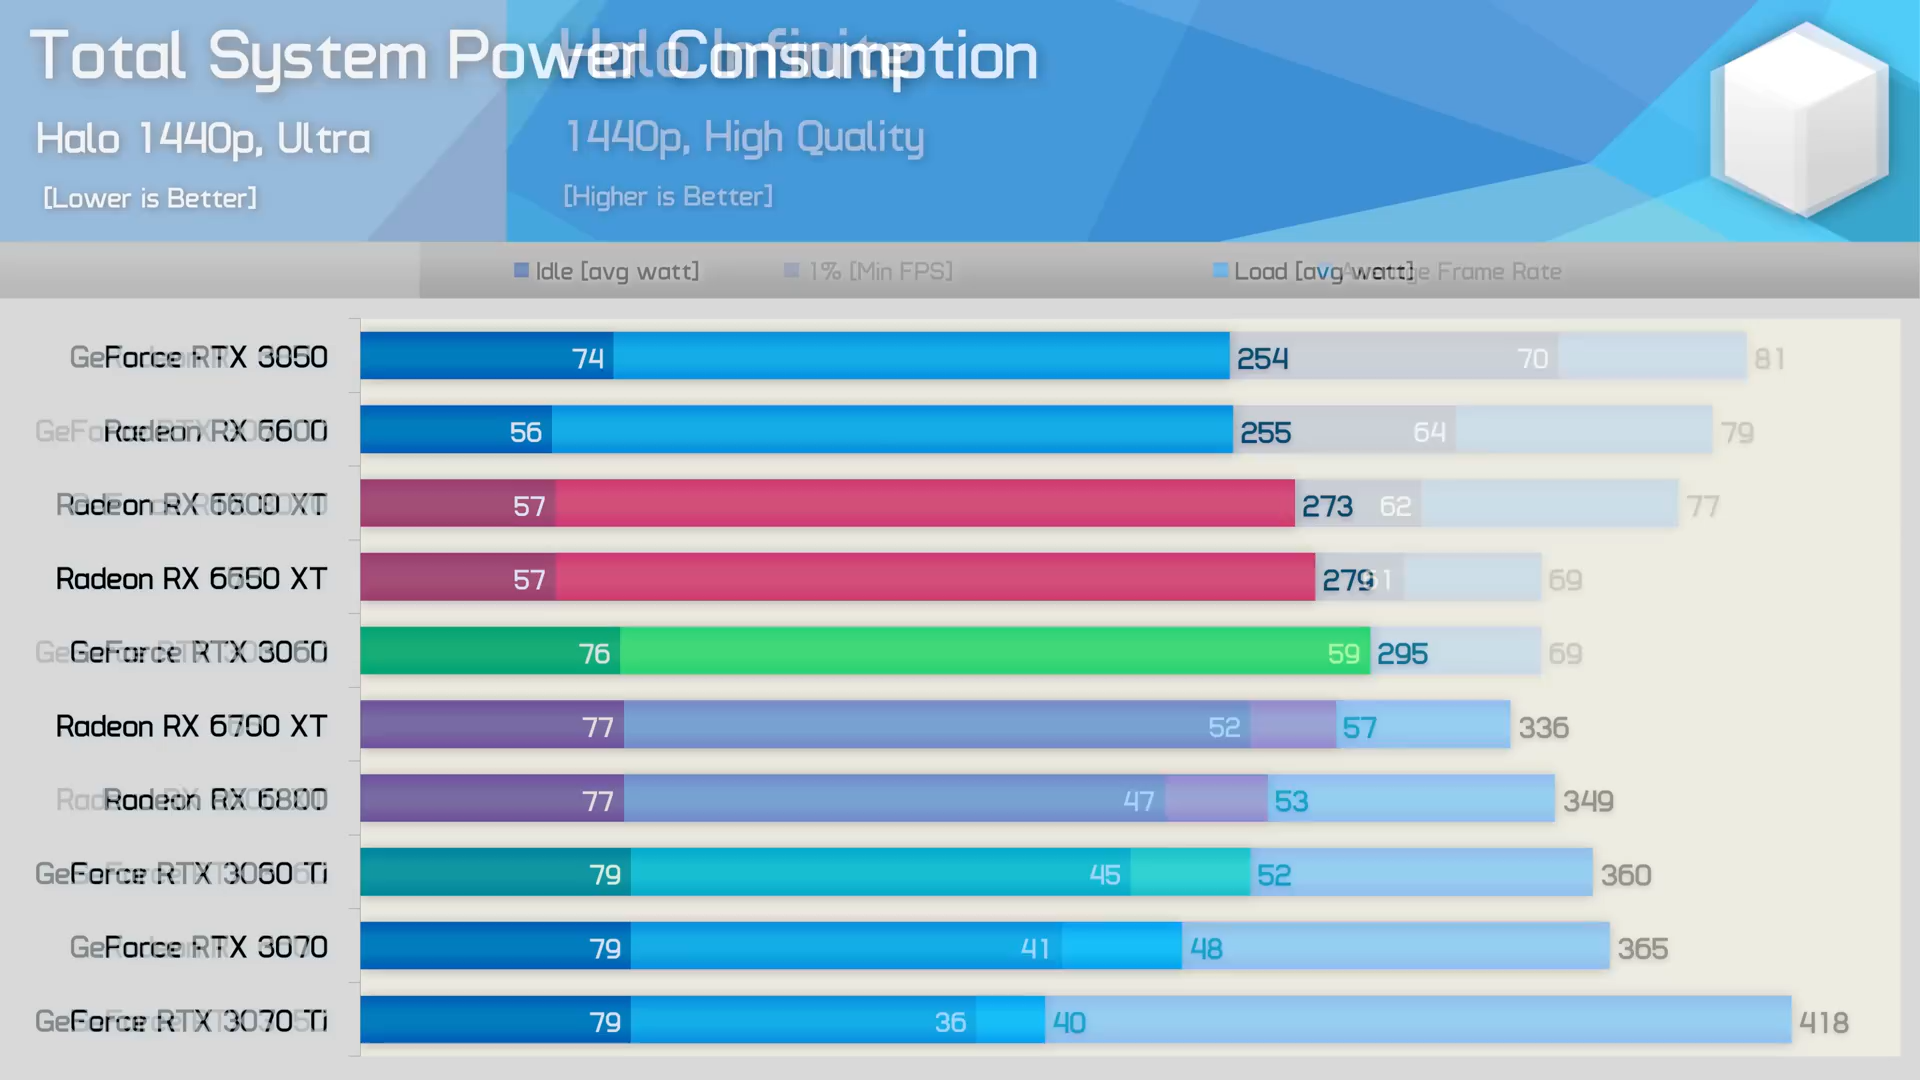 Total System Power Consumption
Halo Infinite
Halo 1440p, Ultra
1440p, High Quality
[Lower is Better]
[Higher is Better]
Idle [avg watt] 1% [Min FPS] Load [avg watt] Frame Rate
GeForce RTX 3050 74 254 70 81
Radeon RX 6600 56 255 64 79
Radeon RX 6600 XT 57 273 62 77
Radeon RX 6650 XT 57 279 61 69
GeForce RTX 3060 76 59 295 69
Radeon RX 6700 XT 77 52 57 336
Radeon RX 6800 77 47 53 349
GeForce RTX 3060 Ti 79 45 52 360
GeForce RTX 3070 79 41 48 365
GeForce RTX 3070 Ti 79 36 40 418